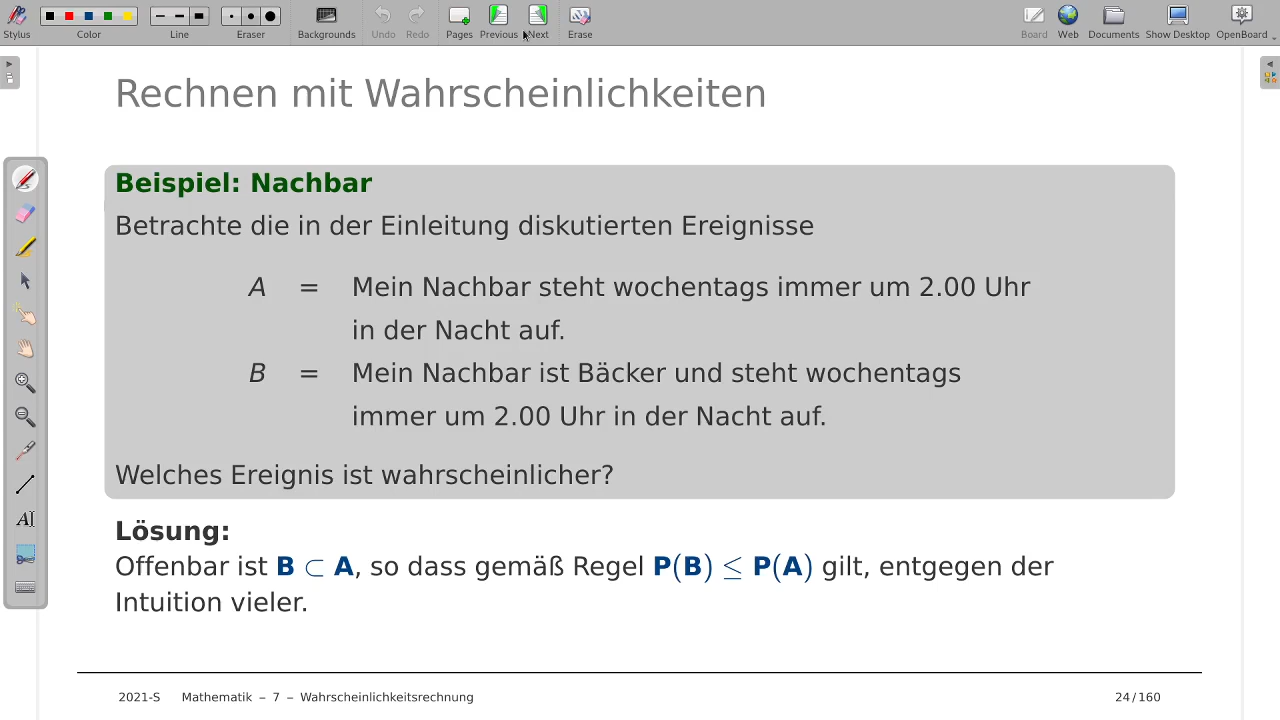 Stylus Color Line Eraser Backgrounds Undo Redo Pages Previous Next Erase Board Web Documents Show Desktop OpenBoard
Rechnen mit Wahrscheinlichkeiten
Beispiel: Nachbar
Betrachte die in der Einleitung diskutierten Ereignisse
A = Mein Nachbar steht wochentags immer um 2.00 Uhr
in der Nacht auf.
B = Mein Nachbar ist Bäcker und steht wochentags
immer um 2.00 Uhr in der Nacht auf.
Welches Ereignis ist wahrscheinlicher?
Lösung:
Offenbar ist B ⊂ A, so dass gemäß Regel P(B) ≤ P(A) gilt, entgegen der
Intuition vieler.
2021-S Mathematik – 7 – Wahrscheinlichkeitsrechnung 24/160